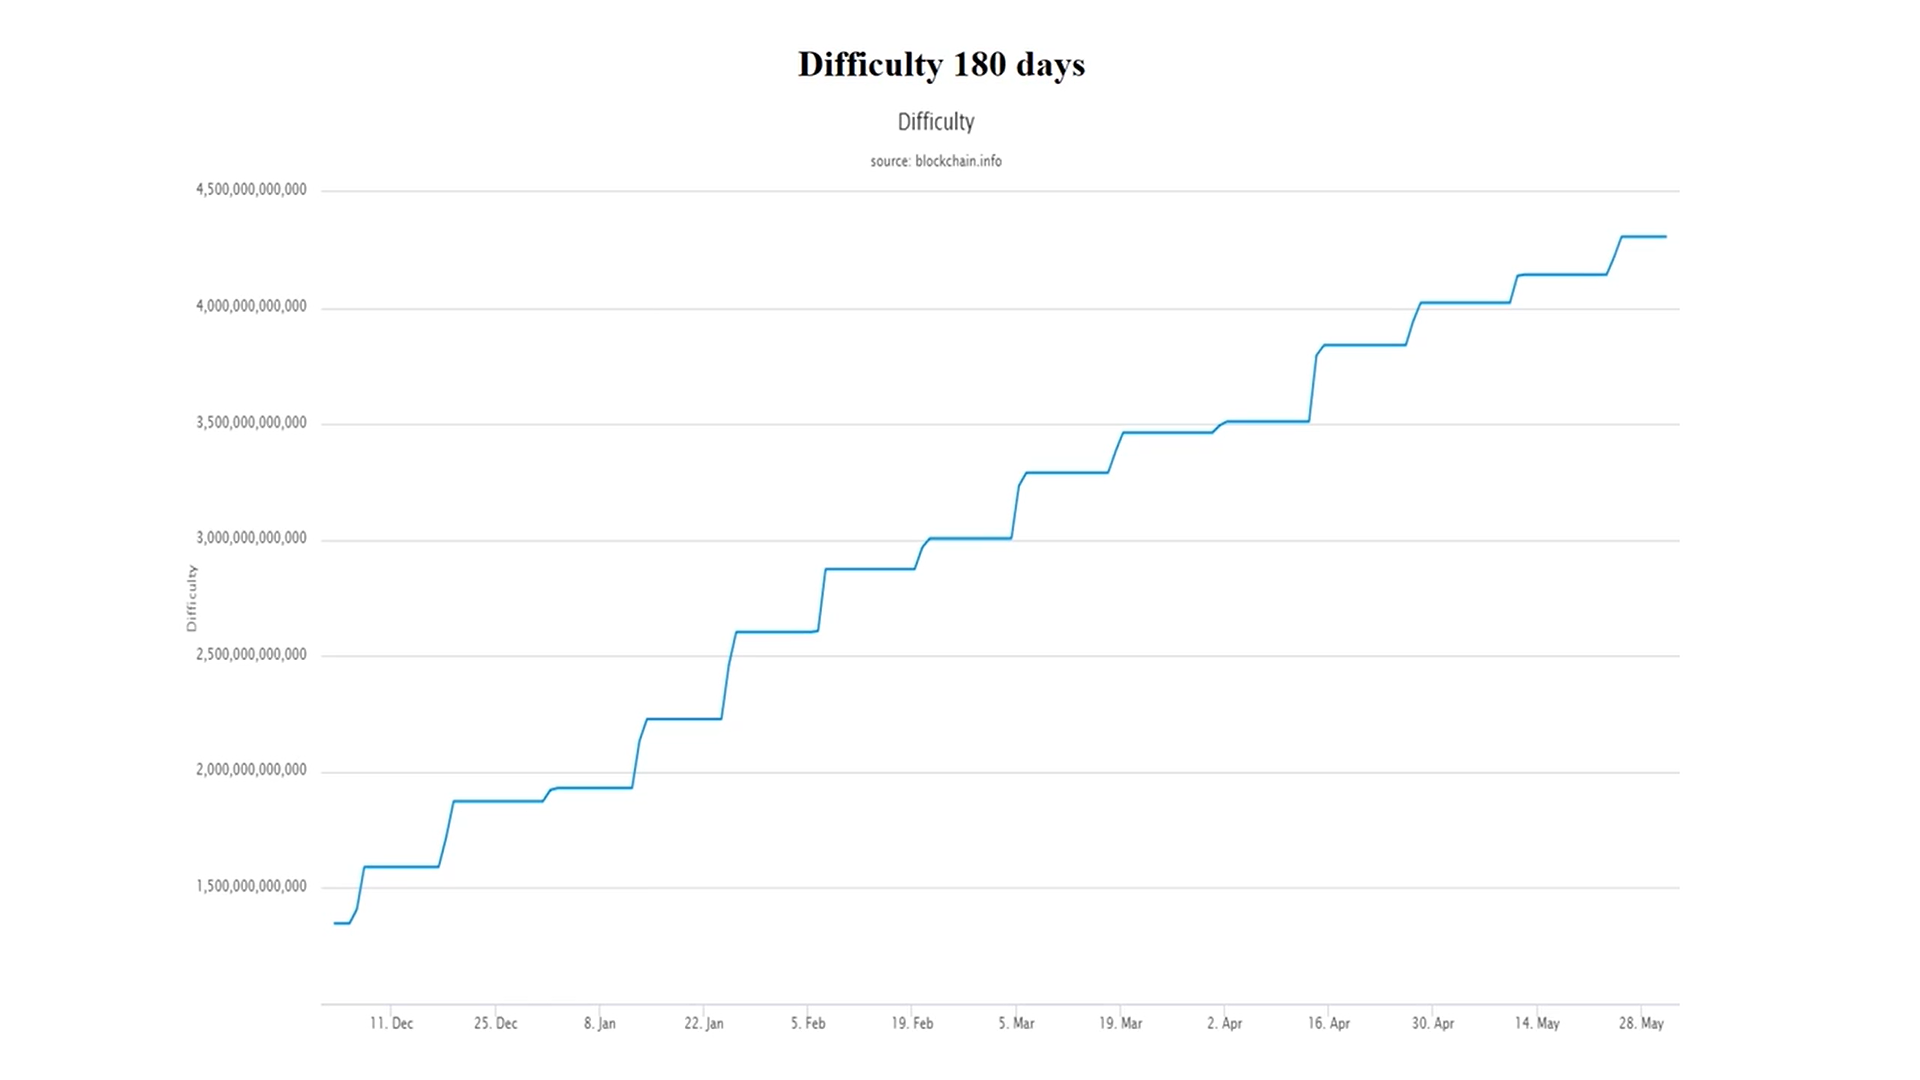 Difficulty 180 days
Difficulty
source: blockchain.info
4,500,000,000,000
4,000,000,000,000
3,500,000,000,000
3,000,000,000,000
2,500,000,000,000
2,000,000,000,000
1,500,000,000,000
Difficulty
11. Dec 25. Dec 8. Jan 22. Jan 5. Feb 19. Feb 5. Mar 19. Mar 2. Apr 16. Apr 30. Apr 14. May 28. May